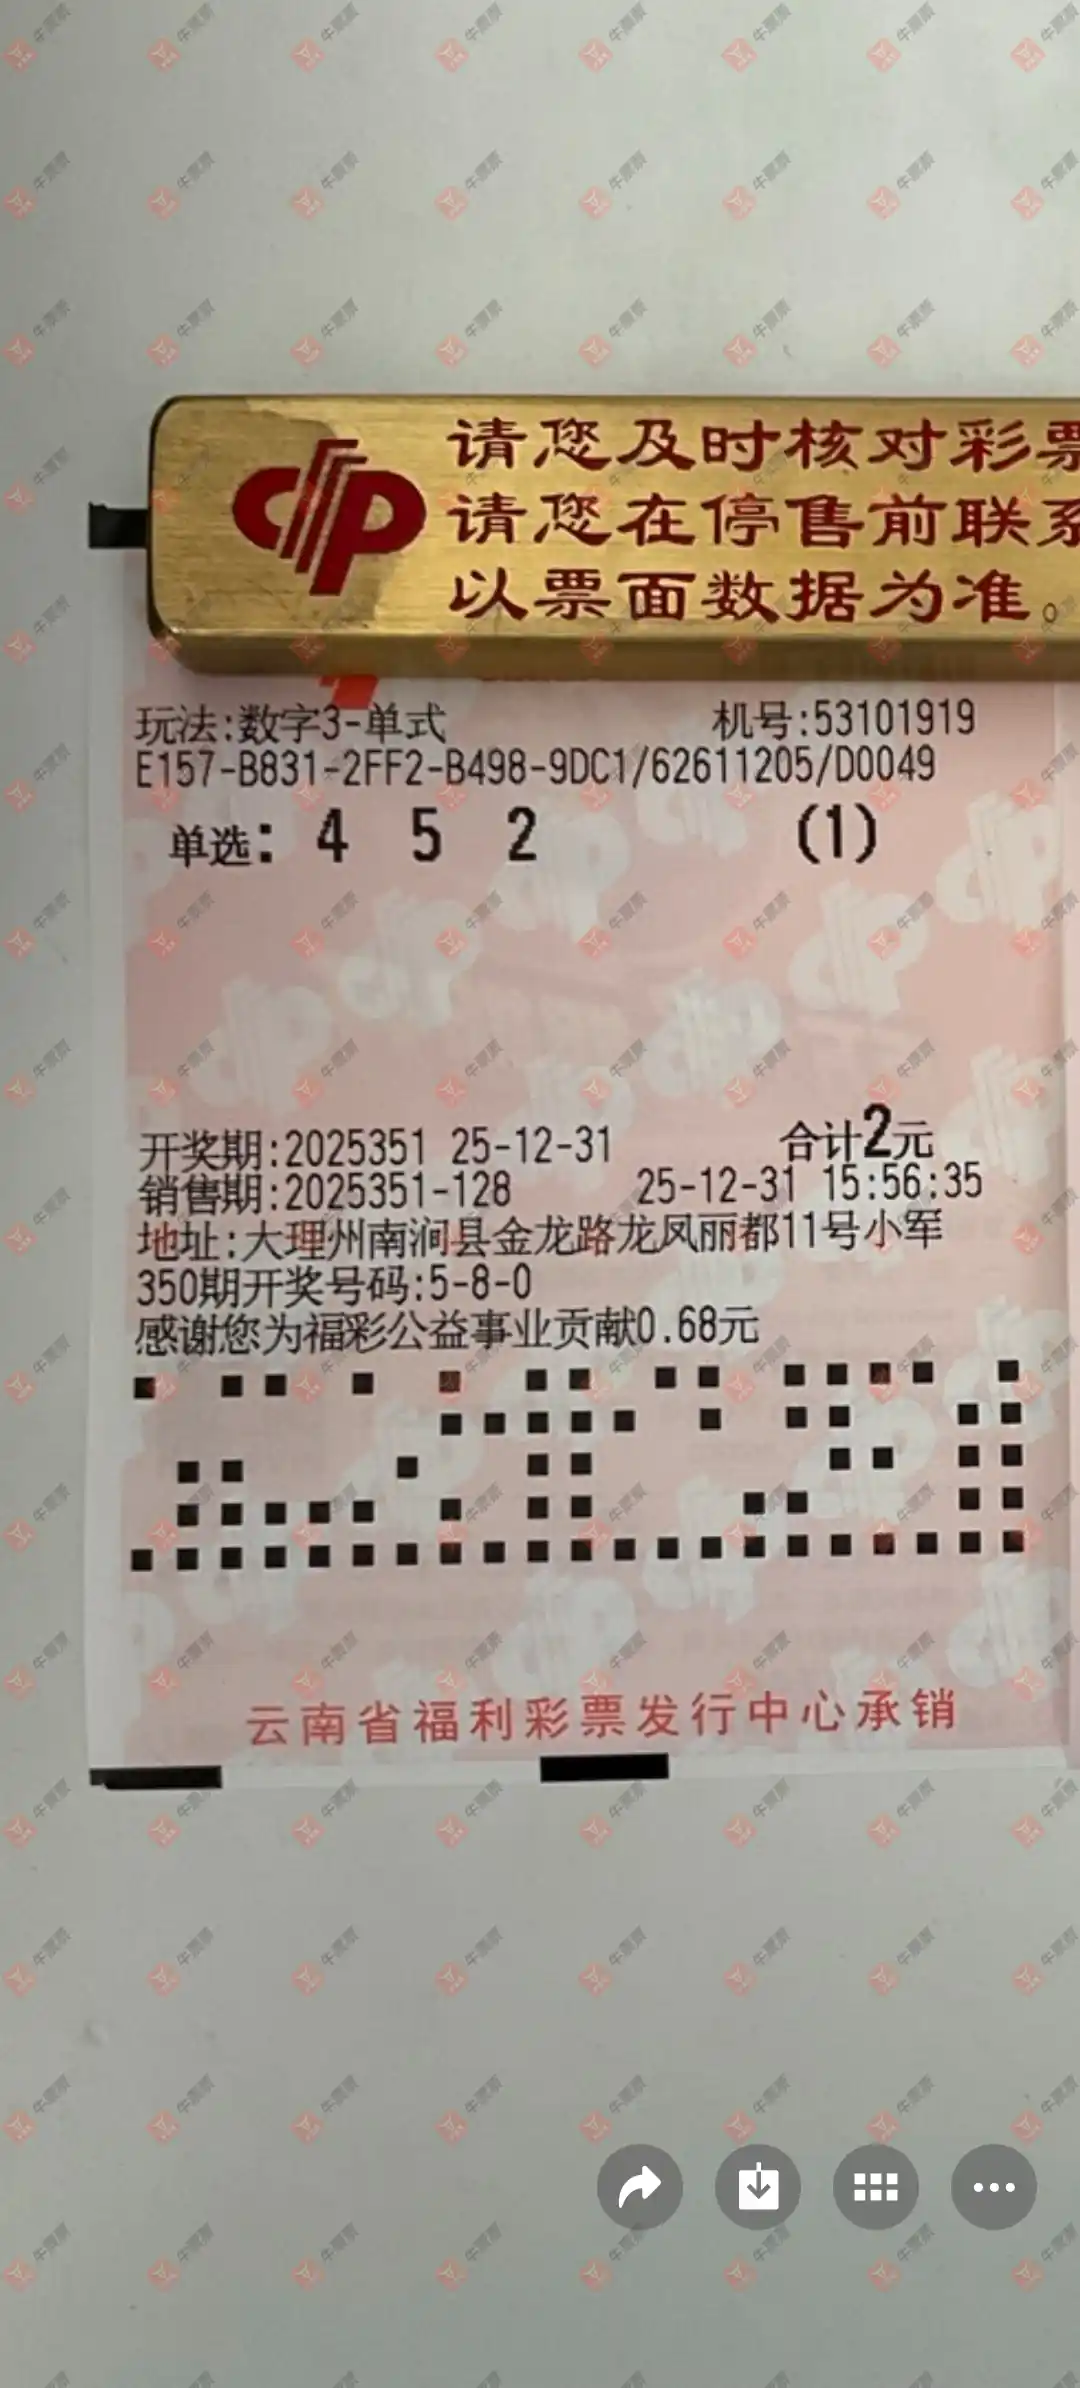 请您及时核对彩票
请您在停售前联系
以票面数据为准。
玩法:数字3-单式 机号:53101919
E157-B831-2FF2-B498-9DC1/62611205/D0049
单选: 4 5 2 (1)
开奖期:2025351 25-12-31 合计2元
销售期:2025351-128 25-12-31 15:56:35
地址:大理州南涧县金龙路龙凤丽都11号小军
350期开奖号码:5-8-0
感谢您为福彩公益事业贡献0.68元
云南省福利彩票发行中心承销